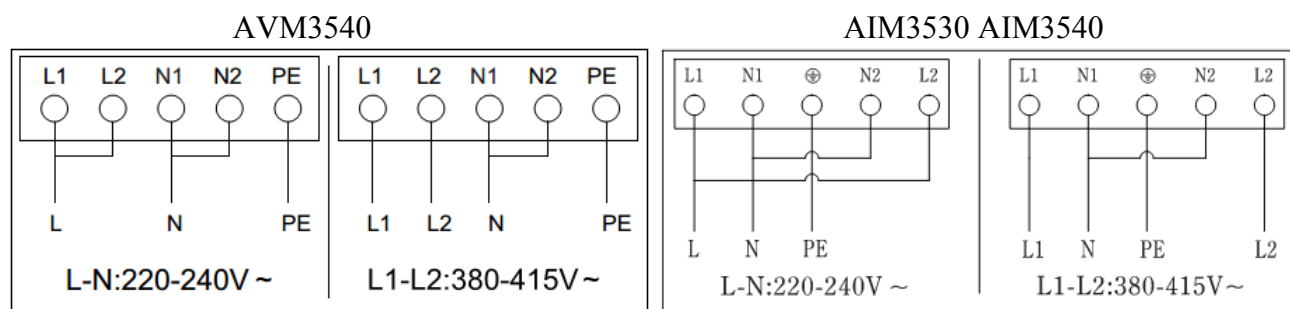 AVM3540
L1 L2 N1 N2 PE
L N PE
L-N:220-240V ~
L1 L2 N1 N2 PE
L1 L2 N PE
L1-L2:380-415V ~
AIM3530 AIM3540
L1 N1 ⏚ N2 L2
L N PE
L-N:220-240V ~
L1 N1 ⏚ N2 L2
L1 N PE L2
L1-L2:380-415V ~